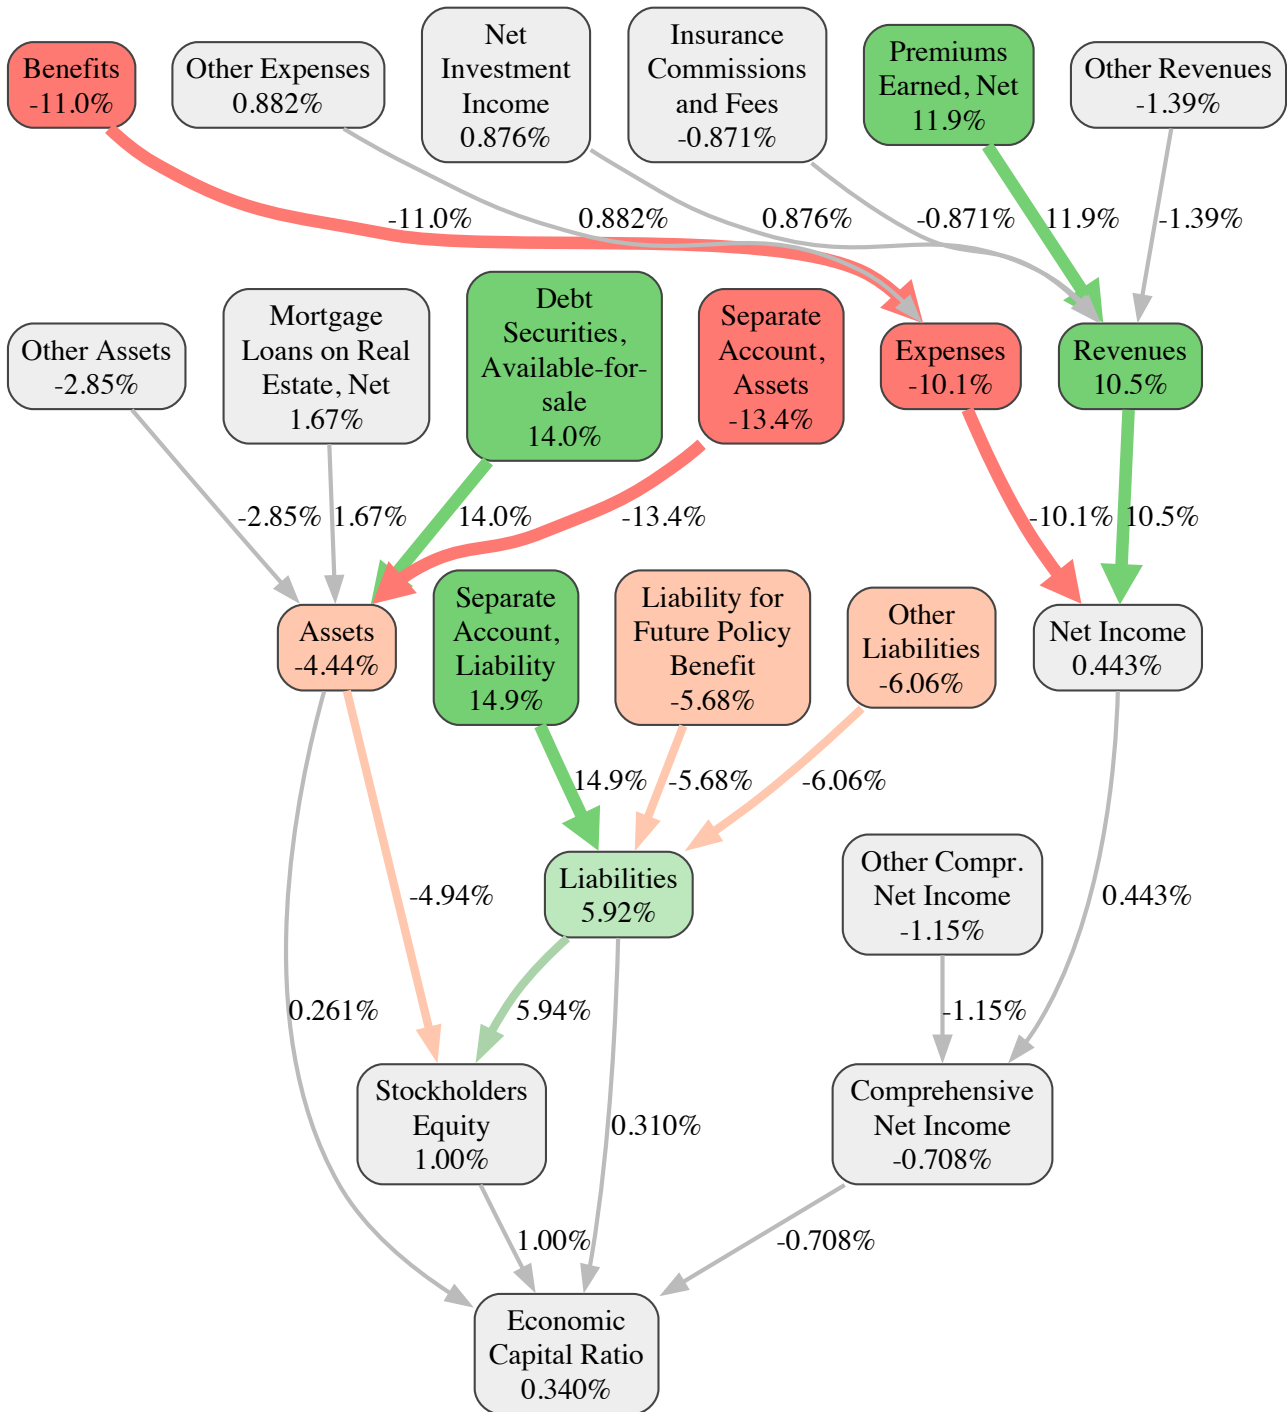 Benefits
-11.0%
Other Expenses
0.882%
Net
Investment
Income
0.876%
Insurance
Commissions
and Fees
-0.871%
Premiums
Earned, Net
11.9%
Other Revenues
-1.39%
-11.0%
0.882%
0.876%
-0.871%
11.9%
-1.39%
Other Assets
-2.85%
Mortgage
Loans on Real
Estate, Net
1.67%
Debt
Securities,
Available-for-
sale
14.0%
Separate
Account,
Assets
-13.4%
Expenses
-10.1%
Revenues
10.5%
-2.85%
1.67%
14.0%
-13.4%
-10.1%
10.5%
Assets
-4.44%
Separate
Account,
Liability
14.9%
Liability for
Future Policy
Benefit
-5.68%
Other
Liabilities
-6.06%
Net Income
0.443%
14.9%
-5.68%
-6.06%
Liabilities
5.92%
Other Compr.
Net Income
-1.15%
-4.94%
0.443%
0.261%
5.94%
-1.15%
Stockholders
Equity
1.00%
0.310%
Comprehensive
Net Income
-0.708%
1.00%
-0.708%
Economic
Capital Ratio
0.340%